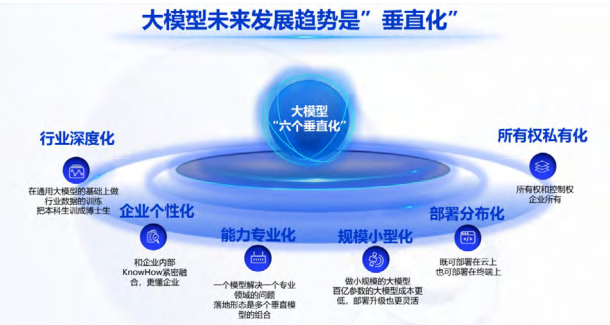 大模型未来发展趋势是”垂直化”
大模型
“六个垂直化”
行业深度化
在通用大模型的基础上做
行业数据的训练
把本科生训成博士生
企业个性化
和企业内部
KnowHow紧密融
合，更懂企业
能力专业化
一个模型解决一个专业
领域的问题
落地形态是多个垂直模
型的组合
规模小型化
做小规模的大模型
百亿参数的大模型成本更
低，部署升级也更灵活
部署分布化
既可部署在云上
也可部署在终端上
所有权私有化
所有权和控制权
企业所有